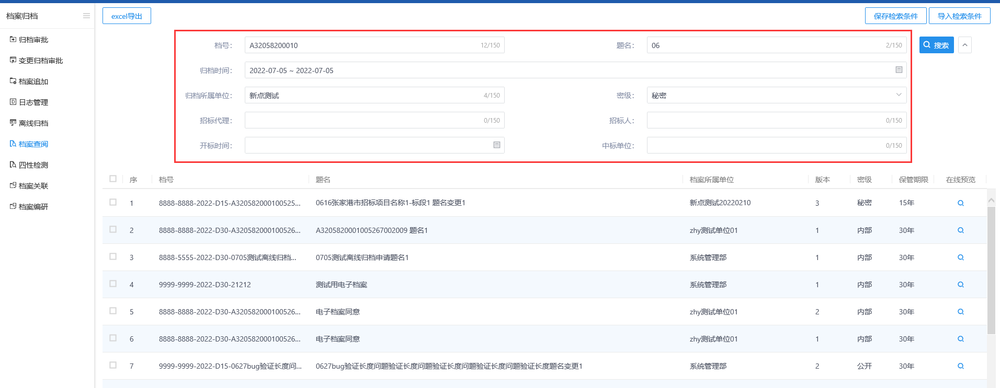 档案归档
归档审批
变更归档审批
档案追加
日志管理
离线归档
档案查阅
四性检测
档案关联
档案编研
excel导出
保存检索条件
导入检索条件
档号： A32058200010 12/150 题名： 06 2/150 搜索
归档时间： 2022-07-05 ~ 2022-07-05
归档所属单位： 新点测试 4/150 密级： 秘密
招标代理： 0/150 招标人： 0/150
开标时间： 中标单位： 0/150
序 档号 题名 档案所属单位 版本 密级 保管期限 在线预览
1 8888-8888-2022-D15-A320582000100525... 0616张家港市招标项目名称1-标段1 题名变更1 新点测试20220210 3 秘密 15年
2 8888-8888-2022-D30-A320582000100526... A3205820001005267002009 题名1 zhy测试单位01 1 内部 30年
3 8888-5555-2022-D30-0705测试离线归档... 0705测试离线归档申请题名1 系统管理部 1 内部 30年
4 9999-9999-2022-D30-21212 测试用电子档案 系统管理部 1 内部 30年
5 8888-8888-2022-D30-A320582000100526... 电子档案同意 zhy测试单位01 2 内部 30年
6 8888-8888-2022-D30-A320582000100526... 电子档案同意 zhy测试单位01 1 内部 30年
7 9999-9999-2022-D15-0627bug验证长度问... 0627bug验证长度问题验证长度问题验证长度问题验证长度问题验证长度题名变更1 系统管理部 2 公开 30年